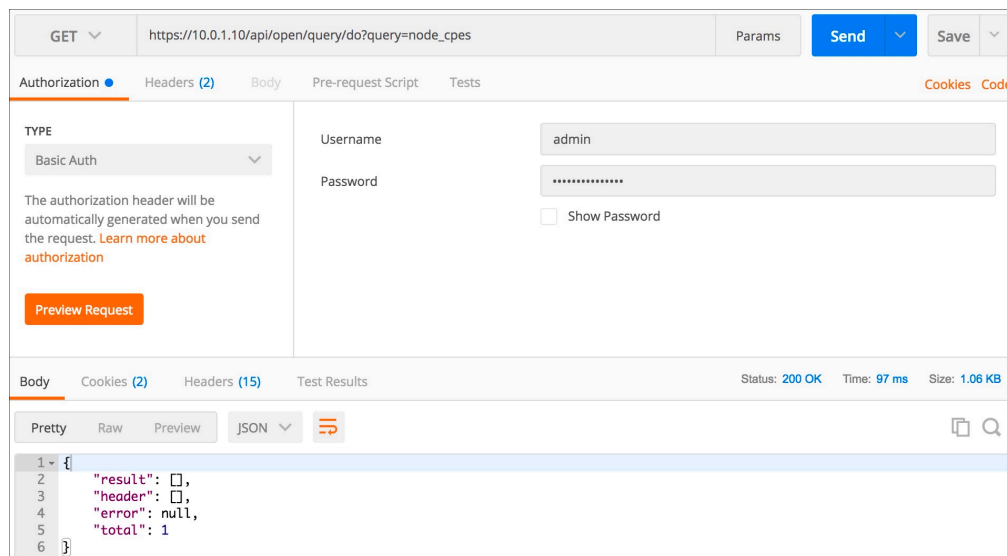 GET https://10.0.1.10/api/open/query/do?query=node_cpes Params Send Save
Authorization Headers (2) Body Pre-request Script Tests Cookies Code
TYPE
Basic Auth
The authorization header will be
automatically generated when you send
the request. Learn more about
authorization
Preview Request
Username admin
Password •••••••••••••••
Show Password
Body Cookies (2) Headers (15) Test Results Status: 200 OK Time: 97 ms Size: 1.06 KB
Pretty Raw Preview JSON
1 {
2 "result": [],
3 "header": [],
4 "error": null,
5 "total": 1
6 }